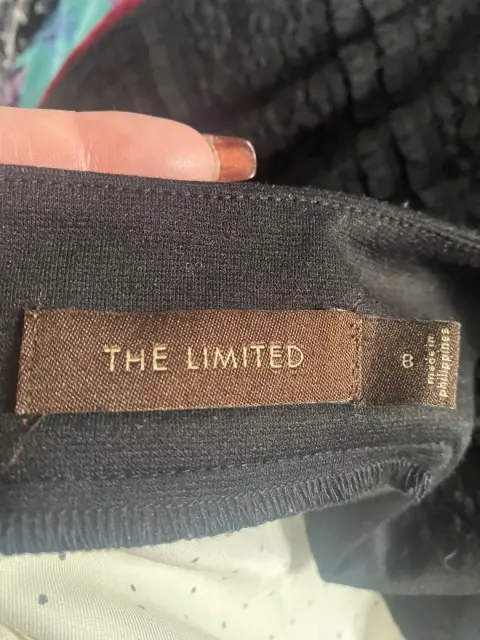 THE LIMITED
8
made in
Philippines